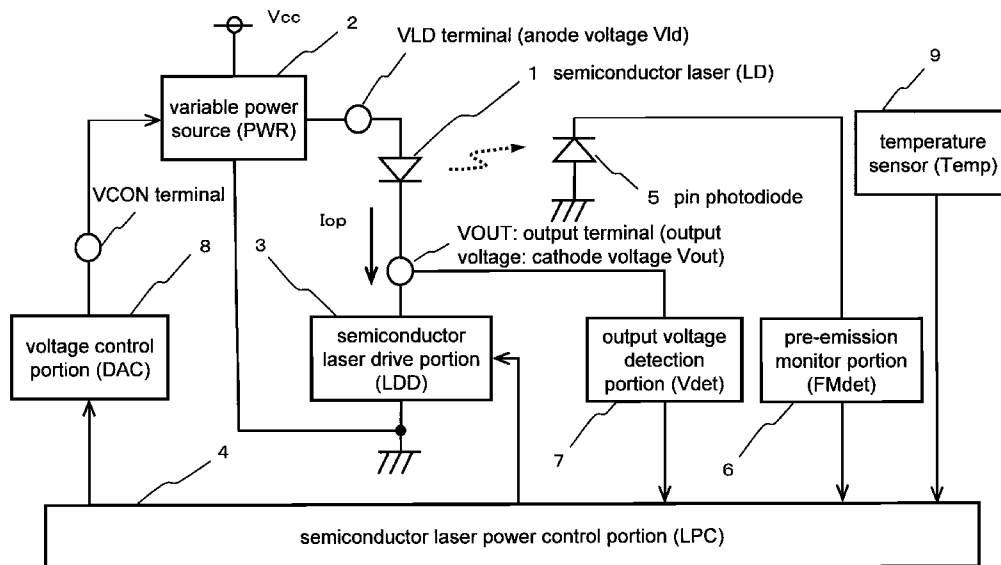 Vcc
2
VLD terminal (anode voltage Vld)
1 semiconductor laser (LD)
9
variable power
source (PWR)
temperature
sensor (Temp)
5 pin photodiode
VCON terminal
Iop
8
3
VOUT: output terminal (output
voltage: cathode voltage Vout)
voltage control
portion (DAC)
semiconductor
laser drive portion
(LDD)
output voltage
detection
portion (Vdet)
pre-emission
monitor portion
(FMdet)
4
7
6
semiconductor laser power control portion (LPC)